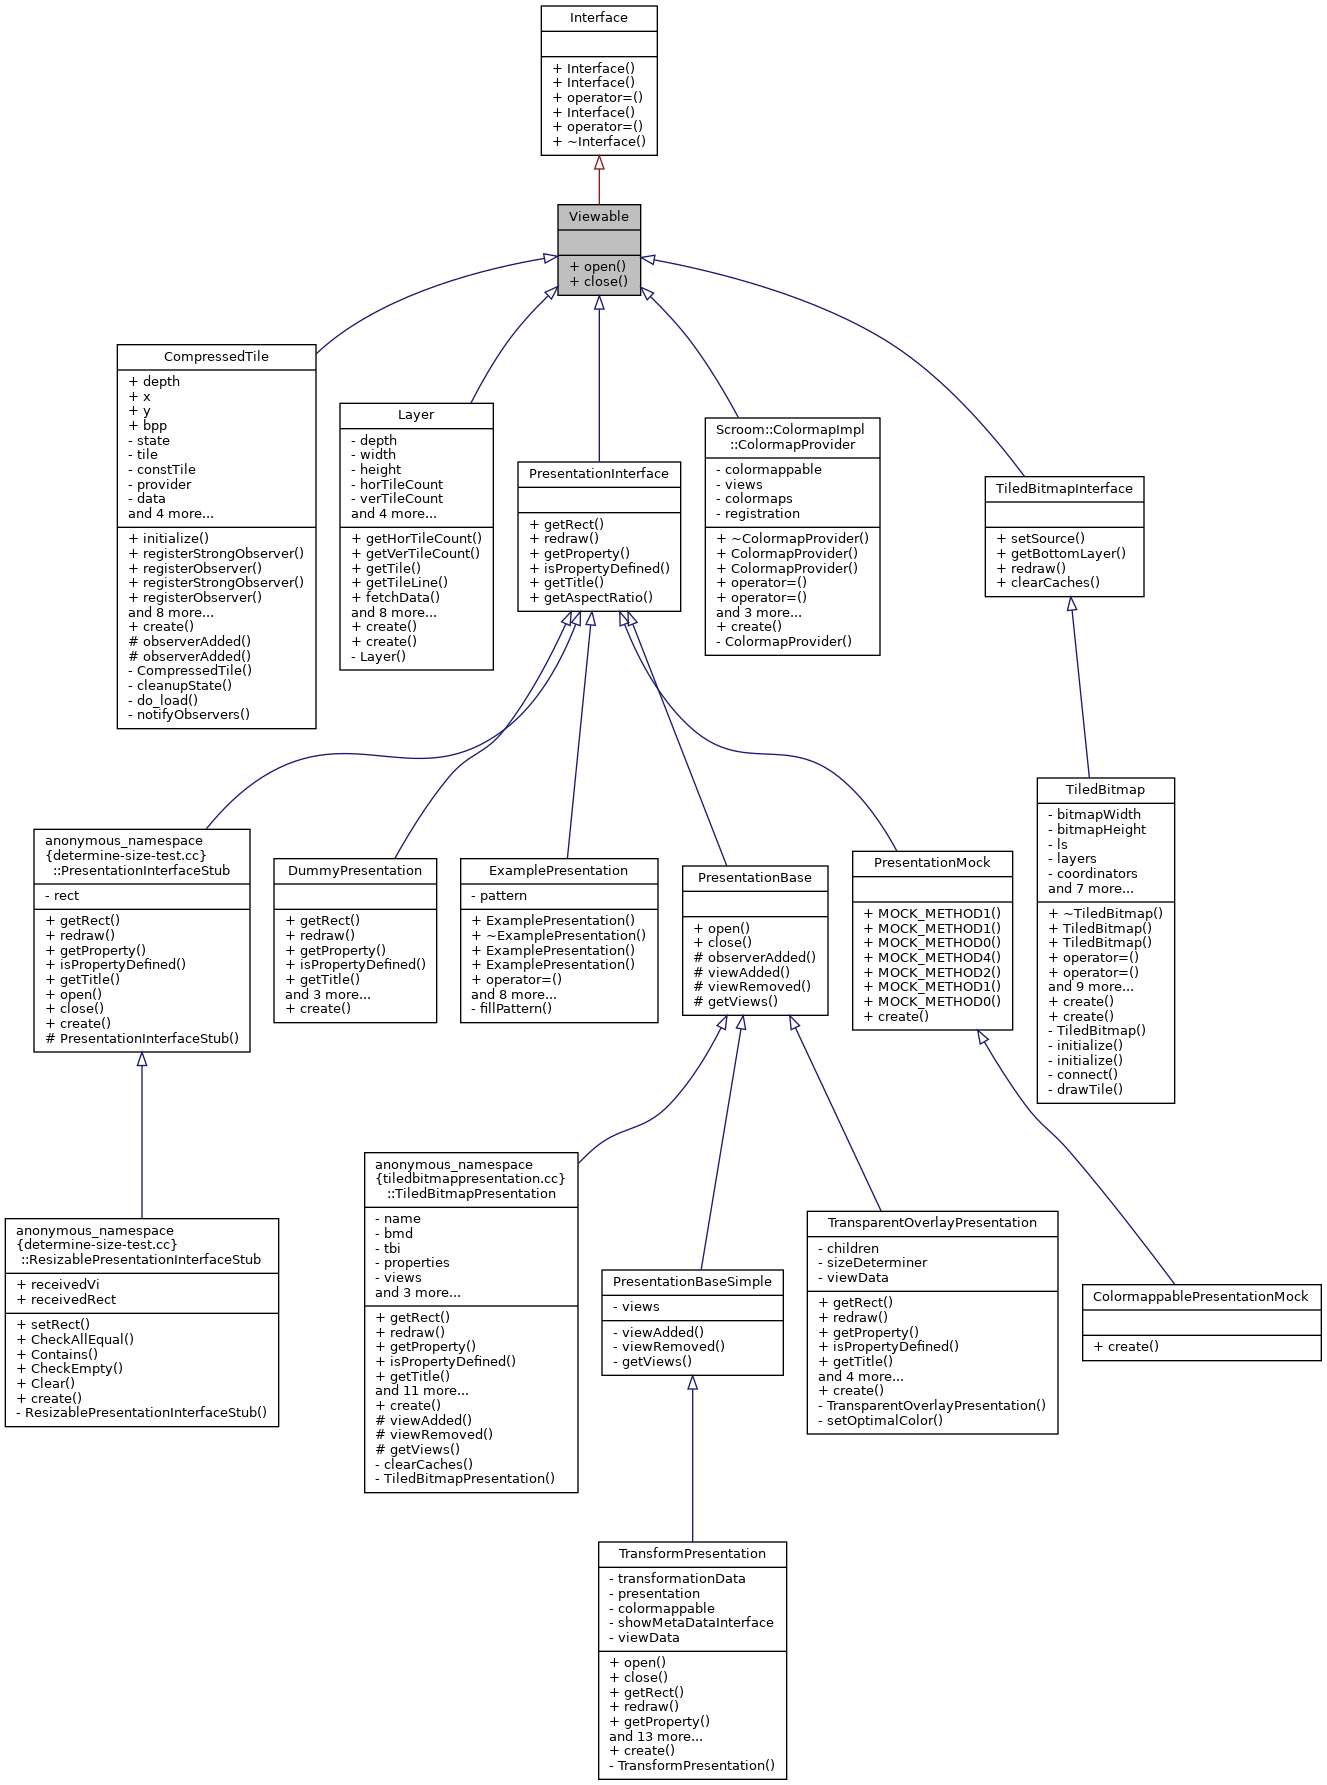 Interface
+ Interface()
+ Interface()
+ operator=()
+ Interface()
+ operator=()
+ ~Interface()
Viewable
+ open()
+ close()
CompressedTile
+ depth
+ x
+ y
+ bpp
- state
- tile
- constTile
- provider
- data
and 4 more...
+ initialize()
+ registerStrongObserver()
+ registerObserver()
+ registerStrongObserver()
+ registerObserver()
and 8 more...
+ create()
# observerAdded()
# observerAdded()
- CompressedTile()
- cleanupState()
- do_load()
- notifyObservers()
Layer
- depth
- width
- height
- horTileCount
- verTileCount
and 4 more...
+ getHorTileCount()
+ getVerTileCount()
+ getTile()
+ getTileLine()
+ fetchData()
and 8 more...
+ create()
+ create()
- Layer()
PresentationInterface
+ getRect()
+ redraw()
+ getProperty()
+ isPropertyDefined()
+ getTitle()
+ getAspectRatio()
Scroom::ColormapImpl
::ColormapProvider
- colormappable
- views
- colormaps
- registration
+ ~ColormapProvider()
+ ColormapProvider()
+ ColormapProvider()
+ operator=()
+ operator=()
and 3 more...
+ create()
- ColormapProvider()
TiledBitmapInterface
+ setSource()
+ getBottomLayer()
+ redraw()
+ clearCaches()
TiledBitmap
- bitmapWidth
- bitmapHeight
- ls
- layers
- coordinators
and 7 more...
+ ~TiledBitmap()
+ TiledBitmap()
+ TiledBitmap()
+ operator=()
+ operator=()
and 9 more...
+ create()
+ create()
- TiledBitmap()
- initialize()
- initialize()
- connect()
- drawTile()
anonymous_namespace
{determine-size-test.cc}
::PresentationInterfaceStub
- rect
+ getRect()
+ redraw()
+ getProperty()
+ isPropertyDefined()
+ getTitle()
+ open()
+ close()
+ create()
# PresentationInterfaceStub()
DummyPresentation
+ getRect()
+ redraw()
+ getProperty()
+ isPropertyDefined()
+ getTitle()
and 3 more...
+ create()
ExamplePresentation
- pattern
+ ExamplePresentation()
+ ~ExamplePresentation()
+ ExamplePresentation()
+ ExamplePresentation()
+ operator=()
and 8 more...
- fillPattern()
PresentationBase
+ open()
+ close()
# observerAdded()
# viewAdded()
# viewRemoved()
# getViews()
PresentationMock
+ MOCK_METHOD1()
+ MOCK_METHOD1()
+ MOCK_METHOD0()
+ MOCK_METHOD4()
+ MOCK_METHOD2()
+ MOCK_METHOD1()
+ MOCK_METHOD0()
+ create()
anonymous_namespace
{determine-size-test.cc}
::ResizablePresentationInterfaceStub
+ receivedVi
+ receivedRect
+ setRect()
+ CheckAllEqual()
+ Contains()
+ CheckEmpty()
+ Clear()
+ create()
- ResizablePresentationInterfaceStub()
anonymous_namespace
{tiledbitmappresentation.cc}
::TiledBitmapPresentation
- name
- bmd
- tbi
- properties
- views
and 3 more...
+ getRect()
+ redraw()
+ getProperty()
+ isPropertyDefined()
+ getTitle()
and 11 more...
+ create()
# viewAdded()
# viewRemoved()
# getViews()
- clearCaches()
- TiledBitmapPresentation()
PresentationBaseSimple
- views
- viewAdded()
- viewRemoved()
- getViews()
TransparentOverlayPresentation
- children
- sizeDeterminer
- viewData
+ getRect()
+ redraw()
+ getProperty()
+ isPropertyDefined()
+ getTitle()
and 4 more...
+ create()
- TransparentOverlayPresentation()
- setOptimalColor()
ColormappablePresentationMock
+ create()
TransformPresentation
- transformationData
- presentation
- colormappable
- showMetaDataInterface
- viewData
+ open()
+ close()
+ getRect()
+ redraw()
+ getProperty()
and 13 more...
+ create()
- TransformPresentation()